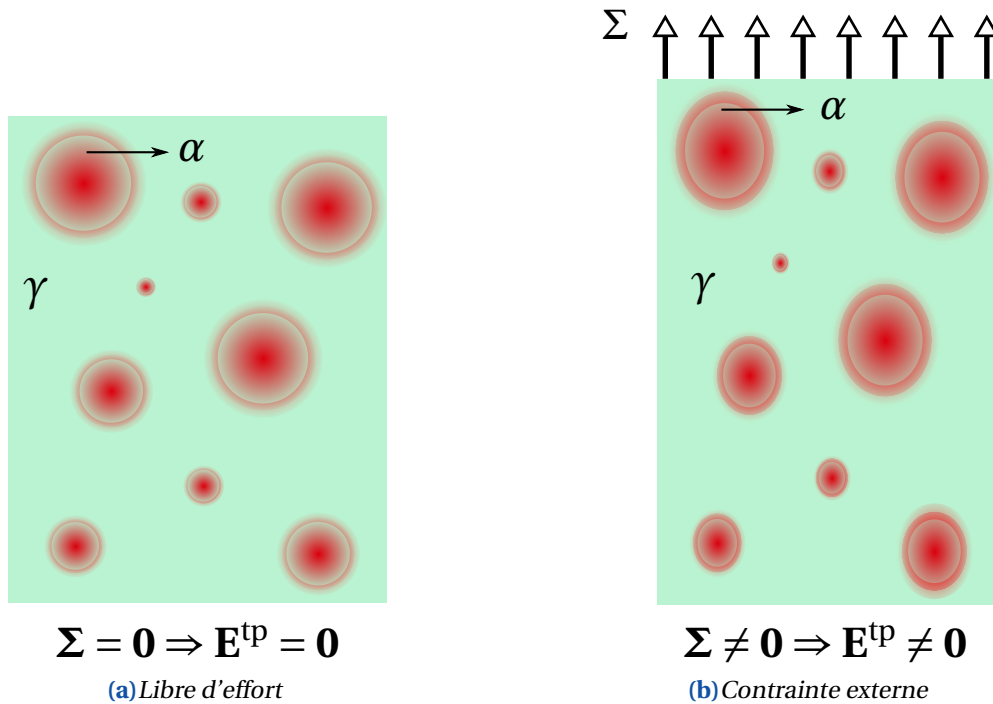 α
γ
Σ = 0 ⇒ E^tp = 0
(a) Libre d'effort
Σ
α
γ
Σ ≠ 0 ⇒ E^tp ≠ 0
(b) Contrainte externe